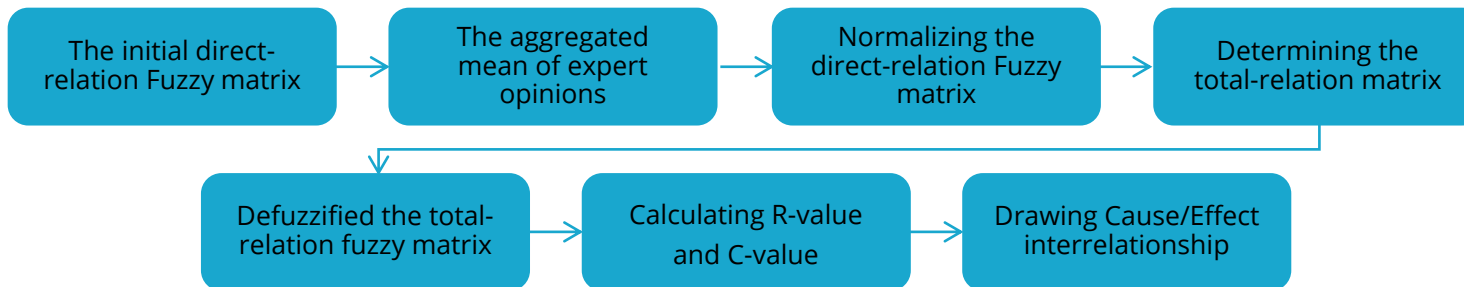 The initial direct-
relation Fuzzy matrix
The aggregated
mean of expert
opinions
Normalizing the
direct-relation Fuzzy
matrix
Determining the
total-relation matrix
Defuzzified the total-
relation fuzzy matrix
Calculating R-value
and C-value
Drawing Cause/Effect
interrelationship